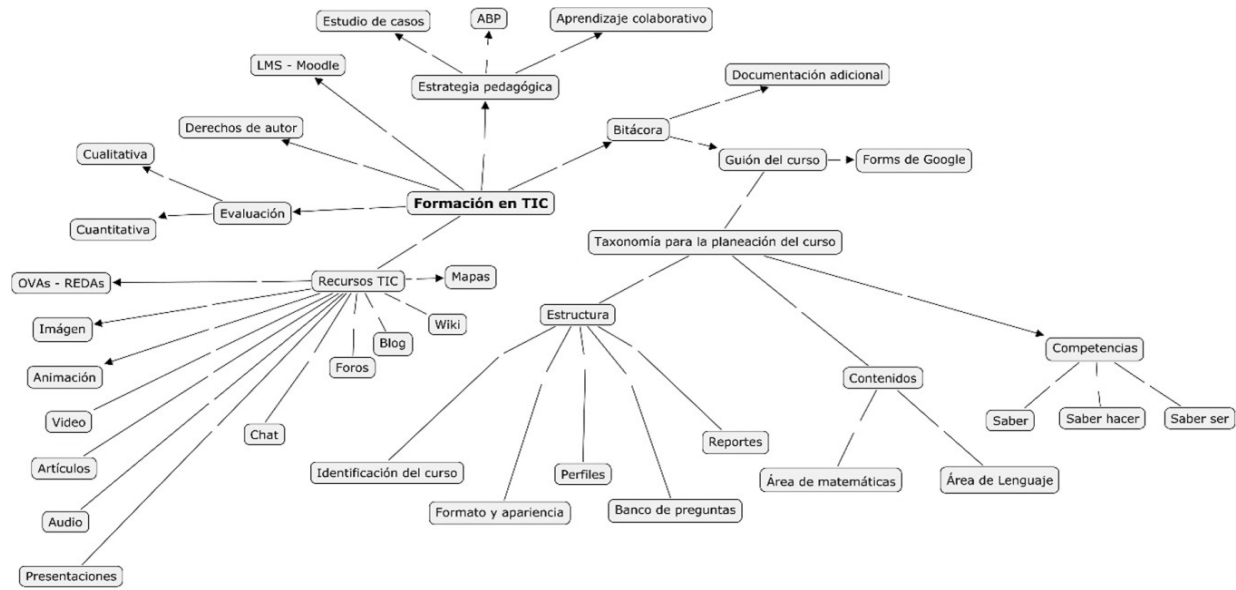 Estudio de casos
ABP
Aprendizaje colaborativo
LMS - Moodle
Estrategia pedagógica
Documentación adicional
Derechos de autor
Bitácora
Cualitativa
Guión del curso
Forms de Google
Formación en TIC
Evaluación
Cuantitativa
Taxonomía para la planeación del curso
OVAs - REDAs
Recursos TIC
Mapas
Imágen
Estructura
Wiki
Blog
Competencias
Foros
Animación
Contenidos
Video
Chat
Saber
Saber hacer
Saber ser
Reportes
Artículos
Identificación del curso
Perfiles
Área de matemáticas
Área de Lenguaje
Formato y apariencia
Banco de preguntas
Audio
Presentaciones